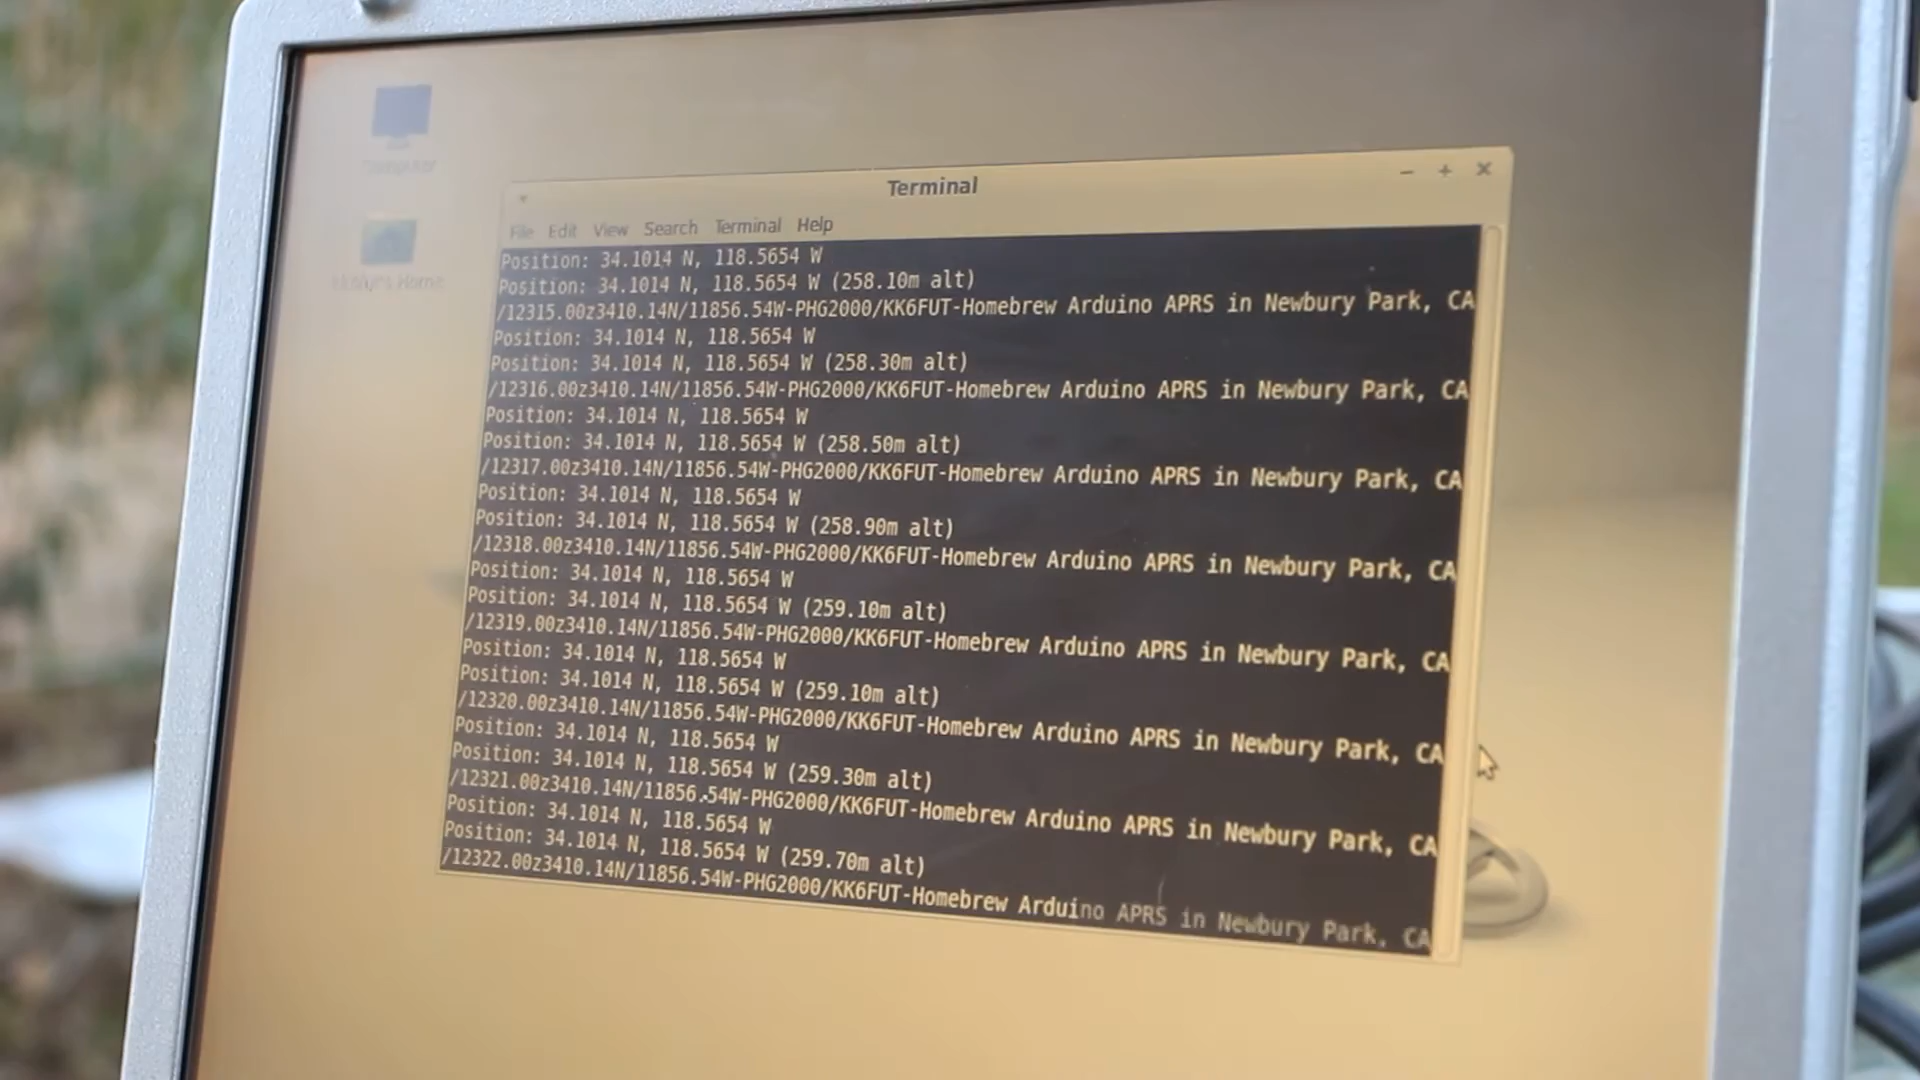 Computer
Home
Terminal
File Edit View Search Terminal Help
Position: 34.1014 N, 118.5654 W
Position: 34.1014 N, 118.5654 W (258.10m alt)
/12315.00z3410.14N/11856.54W-PHG2000/KK6FUT-Homebrew Arduino APRS in Newbury Park, CA
Position: 34.1014 N, 118.5654 W
Position: 34.1014 N, 118.5654 W (258.30m alt)
/12316.00z3410.14N/11856.54W-PHG2000/KK6FUT-Homebrew Arduino APRS in Newbury Park, CA
Position: 34.1014 N, 118.5654 W
Position: 34.1014 N, 118.5654 W (258.50m alt)
/12317.00z3410.14N/11856.54W-PHG2000/KK6FUT-Homebrew Arduino APRS in Newbury Park, CA
Position: 34.1014 N, 118.5654 W
Position: 34.1014 N, 118.5654 W (258.90m alt)
/12318.00z3410.14N/11856.54W-PHG2000/KK6FUT-Homebrew Arduino APRS in Newbury Park, CA
Position: 34.1014 N, 118.5654 W
Position: 34.1014 N, 118.5654 W (259.10m alt)
/12319.00z3410.14N/11856.54W-PHG2000/KK6FUT-Homebrew Arduino APRS in Newbury Park, CA
Position: 34.1014 N, 118.5654 W
Position: 34.1014 N, 118.5654 W (259.10m alt)
/12320.00z3410.14N/11856.54W-PHG2000/KK6FUT-Homebrew Arduino APRS in Newbury Park, CA
Position: 34.1014 N, 118.5654 W
Position: 34.1014 N, 118.5654 W (259.30m alt)
/12321.00z3410.14N/11856.54W-PHG2000/KK6FUT-Homebrew Arduino APRS in Newbury Park, CA
Position: 34.1014 N, 118.5654 W
Position: 34.1014 N, 118.5654 W (259.70m alt)
/12322.00z3410.14N/11856.54W-PHG2000/KK6FUT-Homebrew Arduino APRS in Newbury Park, CA